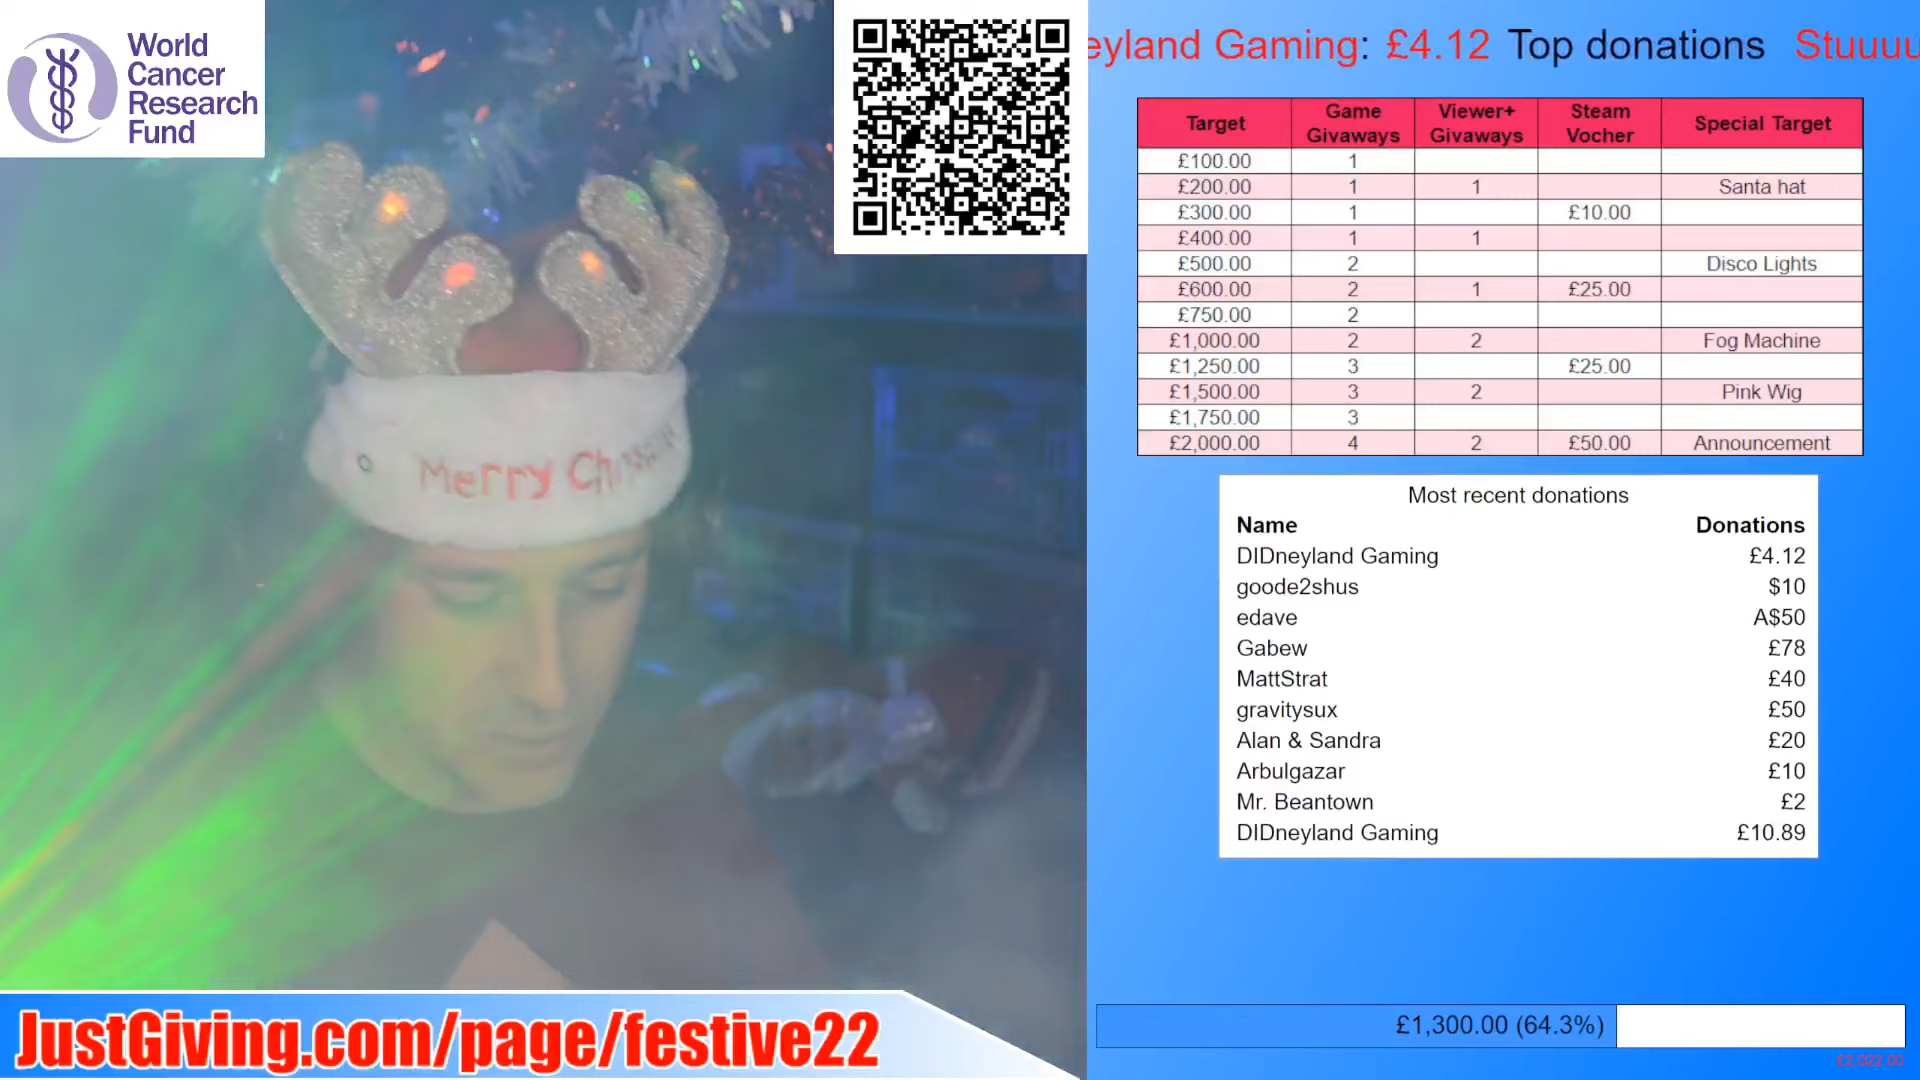 World
Cancer
Research
Fund
eyland Gaming: £4.12 Top donations Stuuuu
Target Game Givaways Viewer+ Givaways Steam Vocher Special Target
£100.00 1
£200.00 1 1 Santa hat
£300.00 1 £10.00
£400.00 1 1
£500.00 2 Disco Lights
£600.00 2 1 £25.00
£750.00 2
£1,000.00 2 2 Fog Machine
£1,250.00 3 £25.00
£1,500.00 3 2 Pink Wig
£1,750.00 3
£2,000.00 4 2 £50.00 Announcement
Merry
Most recent donations
Name Donations
DIDneyland Gaming £4.12
goode2shus $10
edave A$50
Gabew £78
MattStrat £40
gravitysux £50
Alan & Sandra £20
Arbulgazar £10
Mr. Beantown £2
DIDneyland Gaming £10.89
£1,300.00 (64.3%)
£2,022.00
JustGiving.com/page/festive22